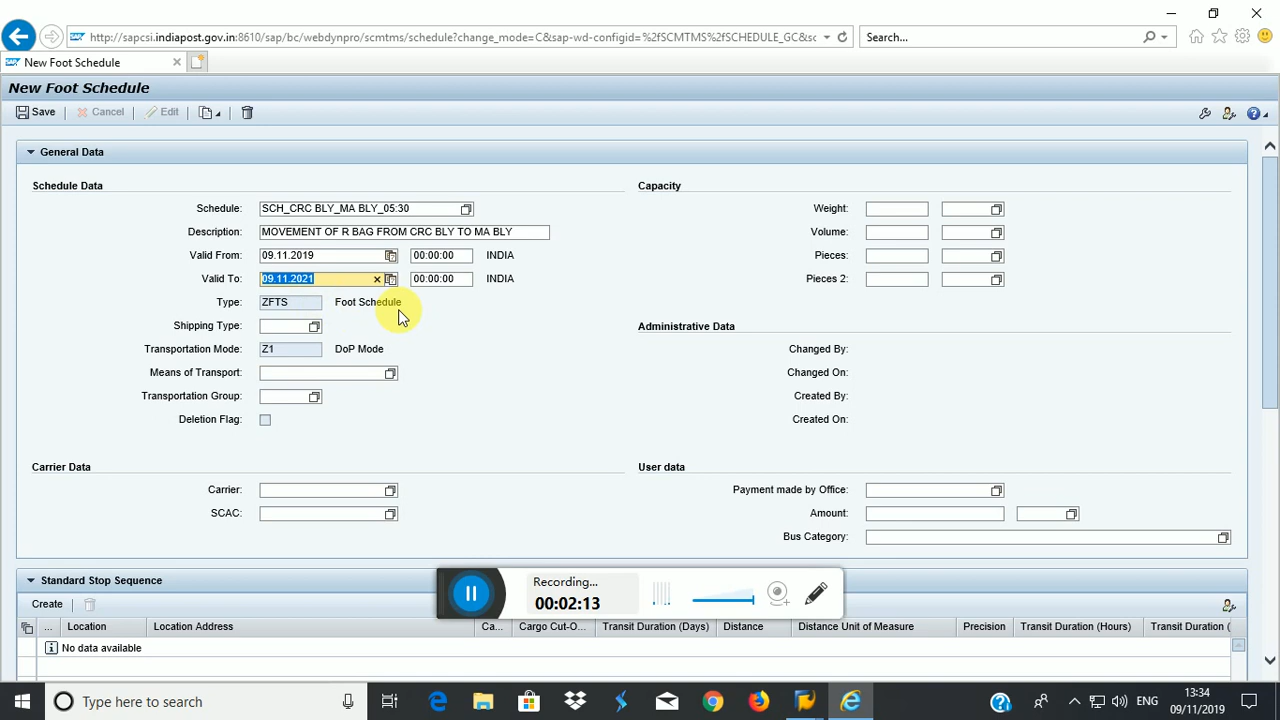 http://sapcsi.indiapost.gov.in:8610/sap/bc/webdynpro/scmtms/schedule?change_mode=C&sap-wd-configid=%2fSCMTMS%2fSCHEDULE_GC&sc
Search...
SAP New Foot Schedule
New Foot Schedule
Save Cancel Edit
General Data
Schedule Data
Capacity
Schedule: SCH_CRC BLY_MA BLY_05:30
Weight:
Description: MOVEMENT OF R BAG FROM CRC BLY TO MA BLY
Volume:
Valid From: 09.11.2019 00:00:00 INDIA
Pieces:
Valid To: 09.11.2021 00:00:00 INDIA
Pieces 2:
Type: ZFTS Foot Schedule
Shipping Type:
Administrative Data
Transportation Mode: Z1 DoP Mode
Changed By:
Means of Transport:
Changed On:
Transportation Group:
Created By:
Deletion Flag:
Created On:
Carrier Data
User data
Carrier:
Payment made by Office:
SCAC:
Amount:
Bus Category:
Standard Stop Sequence
Recording...
00:02:13
Create
... Location Location Address Ca... Cargo Cut-O... Transit Duration (Days) Distance Distance Unit of Measure Precision Transit Duration (Hours) Transit Duration (
No data available
Type here to search
ENG
13:34
09/11/2019